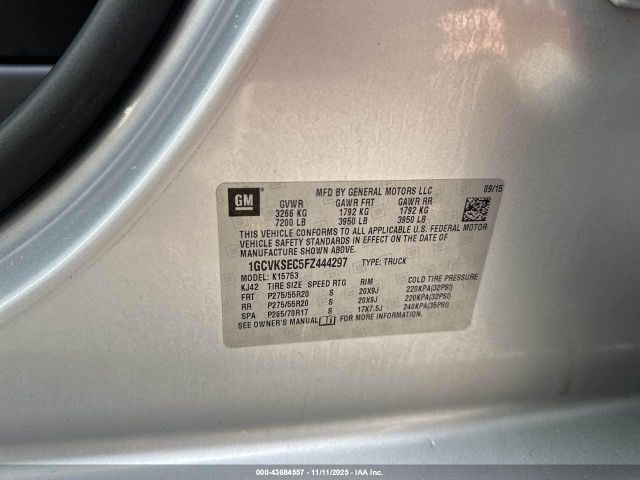 GM
MFD BY GENERAL MOTORS LLC 09/15
GVWR GAWR FRT GAWR RR
3266 KG 1792 KG 1792 KG
7200 LB 3950 LB 3950 LB
THIS VEHICLE CONFORMS TO ALL APPLICABLE U.S. FEDERAL MOTOR
VEHICLE SAFETY STANDARDS IN EFFECT ON THE DATE OF
MANUFACTURE SHOWN ABOVE.
1GCVKSEC5FZ444297 TYPE: TRUCK
MODEL: K15753
KJ42 TIRE SIZE SPEED RTG RIM COLD TIRE PRESSURE
FRT P275/55R20 S 20X9J 220KPA(32PSI)
RR P275/55R20 S 20X9J 220KPA(32PSI)
SPA P265/70R17 S 17X7.5J 240KPA(35PSI)
SEE OWNER'S MANUAL FOR MORE INFORMATION.
000-43684557 - 11/11/2025 - IAA Inc.